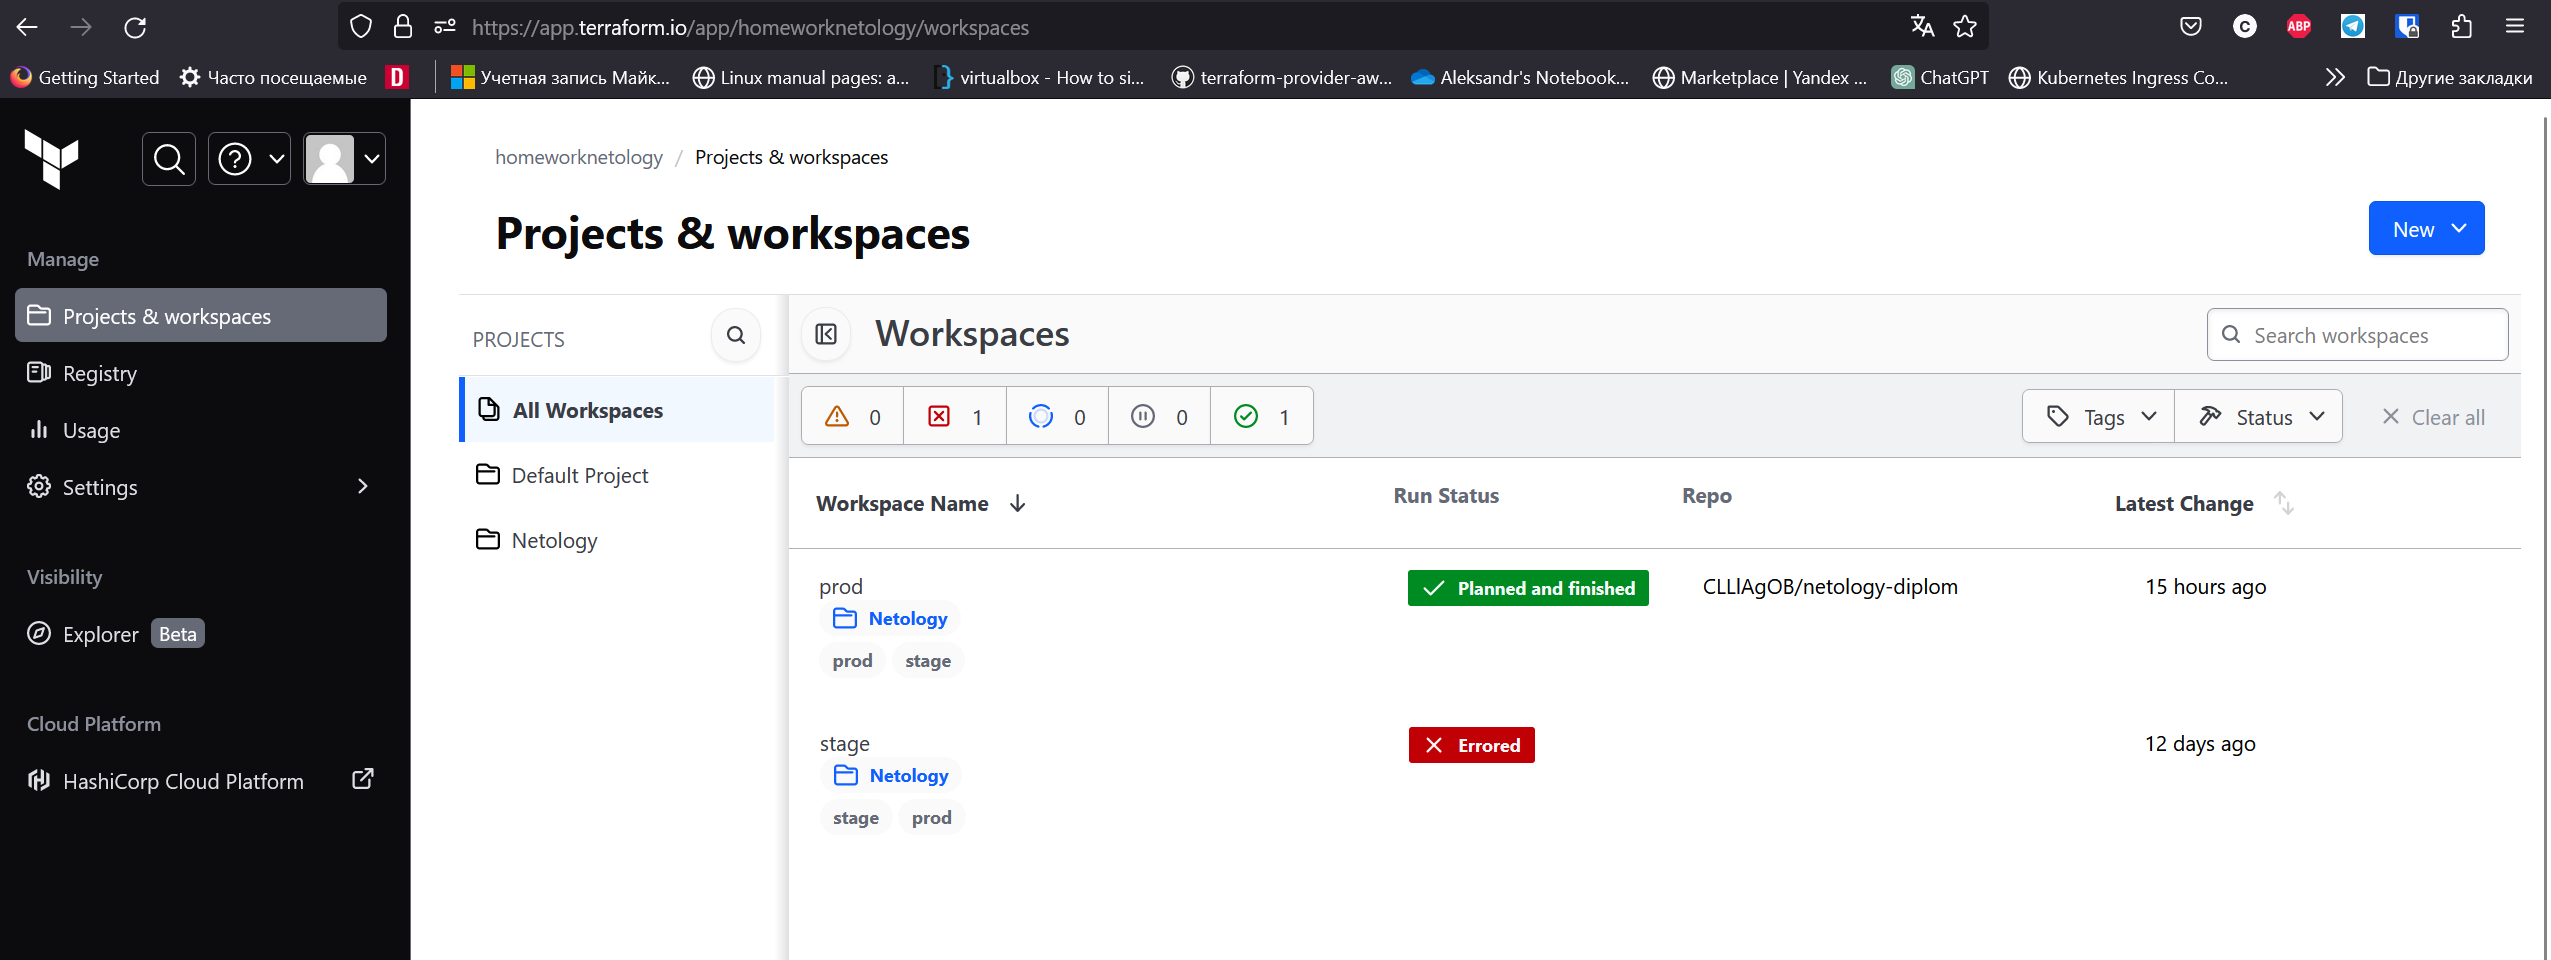 https://app.terraform.io/app/homeworknetology/workspaces
Getting Started
Часто посещаемые
D
Учетная запись Майк...
Linux manual pages: a...
virtualbox - How to si...
terraform-provider-aw...
Aleksandr's Notebook...
Marketplace | Yandex ...
ChatGPT
Kubernetes Ingress Co...
Другие закладки
C
ABP
Manage
Projects & workspaces
Registry
Usage
Settings
Visibility
Explorer Beta
Cloud Platform
HashiCorp Cloud Platform
homeworknetology / Projects & workspaces
Projects & workspaces
New
PROJECTS
All Workspaces
Default Project
Netology
Workspaces
Search workspaces
0 1 0 0 1
Tags
Status
Clear all
Workspace Name Run Status Repo Latest Change
prod Planned and finished CLLlAgOB/netology-diplom 15 hours ago
Netology
prod stage
stage Errored 12 days ago
Netology
stage prod